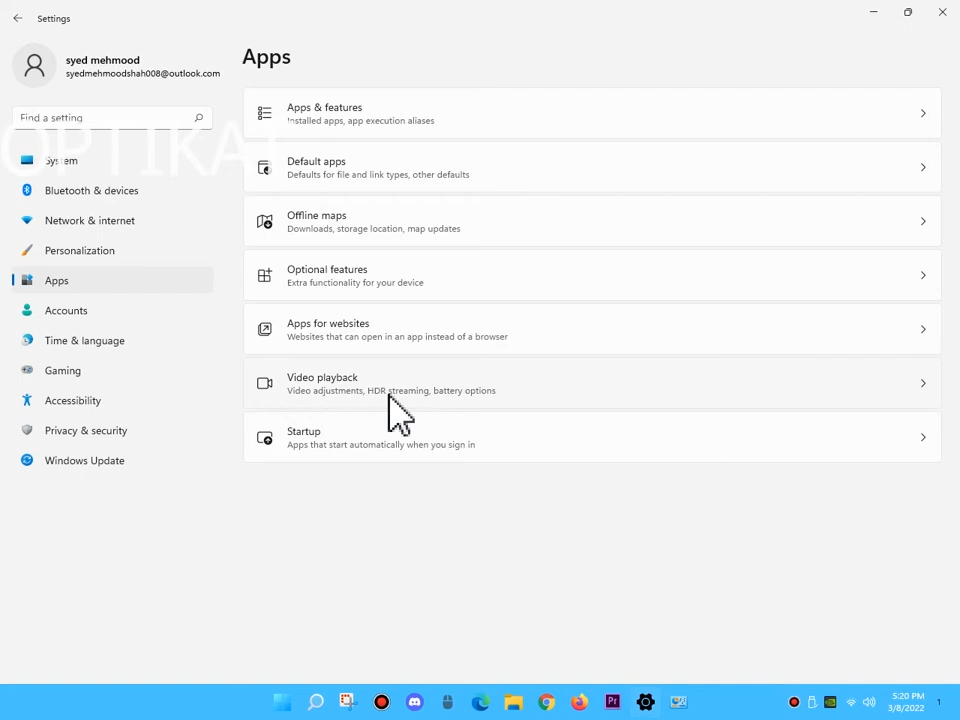 Settings
syed mehmood
syedmehmoodshah008@outlook.com
Find a setting
OPTIKA
System
Bluetooth & devices
Network & internet
Personalization
Apps
Accounts
Time & language
Gaming
Accessibility
Privacy & security
Windows Update
Apps
Apps & features
Installed apps, app execution aliases
Default apps
Defaults for file and link types, other defaults
Offline maps
Downloads, storage location, map updates
Optional features
Extra functionality for your device
Apps for websites
Websites that can open in an app instead of a browser
Video playback
Video adjustments, HDR streaming, battery options
Startup
Apps that start automatically when you sign in
Pr
5:20 PM
3/8/2022
1